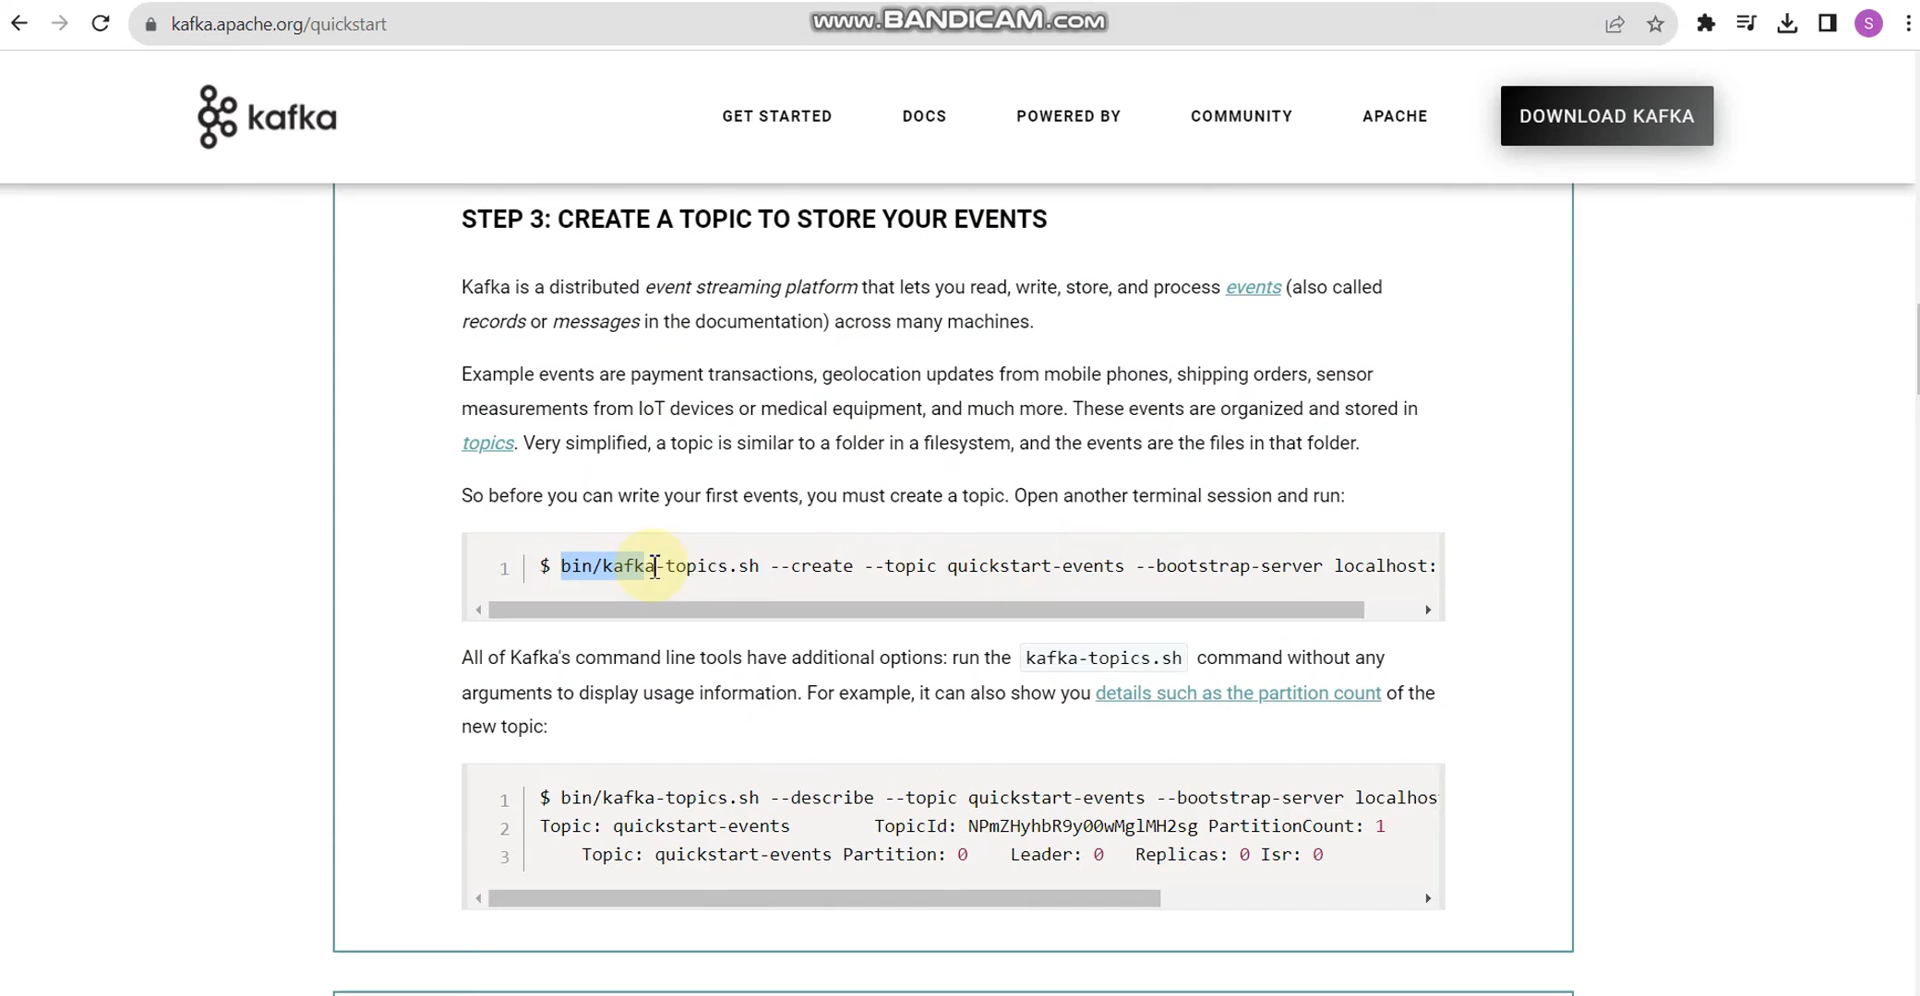 kafka.apache.org/quickstart
www.BANDICAM.com
S
kafka
GET STARTED
DOCS
POWERED BY
COMMUNITY
APACHE
DOWNLOAD KAFKA
STEP 3: CREATE A TOPIC TO STORE YOUR EVENTS
Kafka is a distributed event streaming platform that lets you read, write, store, and process events (also called
records or messages in the documentation) across many machines.
Example events are payment transactions, geolocation updates from mobile phones, shipping orders, sensor
measurements from IoT devices or medical equipment, and much more. These events are organized and stored in
topics. Very simplified, a topic is similar to a folder in a filesystem, and the events are the files in that folder.
So before you can write your first events, you must create a topic. Open another terminal session and run:
1 $ bin/kafka-topics.sh --create --topic quickstart-events --bootstrap-server localhost:
All of Kafka's command line tools have additional options: run the kafka-topics.sh command without any
arguments to display usage information. For example, it can also show you details such as the partition count of the
new topic:
1 $ bin/kafka-topics.sh --describe --topic quickstart-events --bootstrap-server localhos
2 Topic: quickstart-events TopicId: NPmZHyhbR9y00wMglMH2sg PartitionCount: 1
3 Topic: quickstart-events Partition: 0 Leader: 0 Replicas: 0 Isr: 0